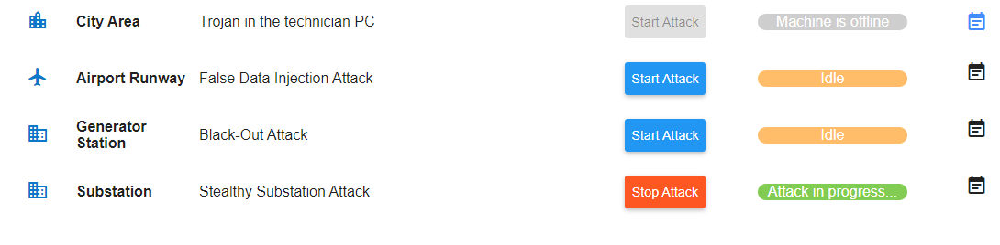 City Area Trojan in the technician PC Start Attack Machine is offline
Airport Runway False Data Injection Attack Start Attack Idle
Generator
Station Black-Out Attack Start Attack Idle
Substation Stealthy Substation Attack Stop Attack Attack in progress...